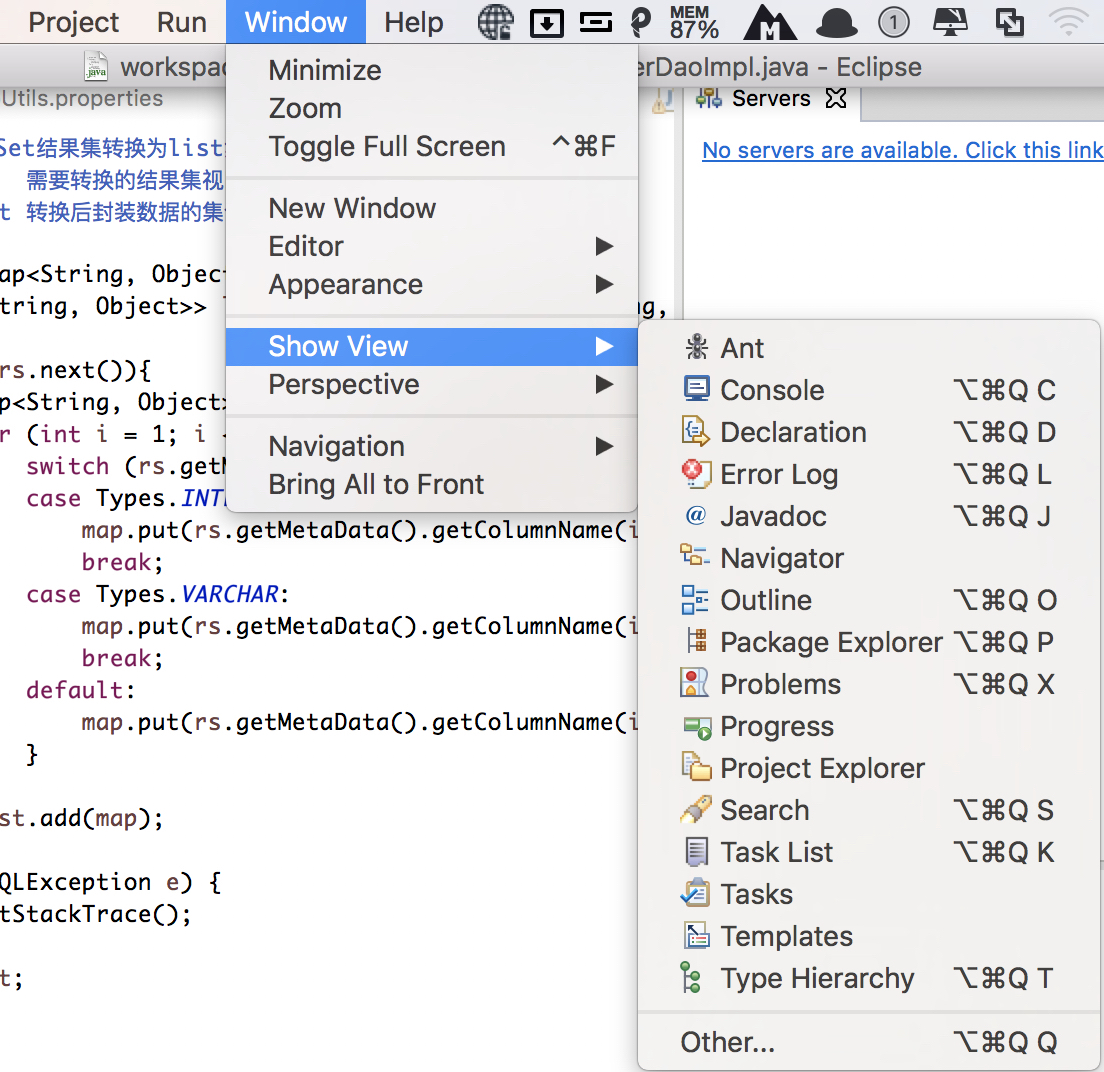 Project Run Window Help MEM 87% 1
Utils.properties
Servers
No servers are available. Click this link
Minimize
Zoom
Toggle Full Screen ^⌘F
New Window
Editor
Appearance
Show View
Perspective
Navigation
Bring All to Front
Ant
Console ⌥⌘Q C
Declaration ⌥⌘Q D
Error Log ⌥⌘Q L
Javadoc ⌥⌘Q J
Navigator
Outline ⌥⌘Q O
Package Explorer ⌥⌘Q P
Problems ⌥⌘Q X
Progress
Project Explorer
Search ⌥⌘Q S
Task List ⌥⌘Q K
Tasks
Templates
Type Hierarchy ⌥⌘Q T
Other... ⌥⌘Q Q
workspac erDaoImpl.java - Eclipse
Set结果集转换为list
需要转换的结果集视
t 转换后封装数据的集
ap<String, Object
tring, Object>> ng,
rs.next()){
p<String, Object>
r (int i = 1; i <
switch (rs.getM
case Types.INT
map.put(rs.getMetaData().getColumnName(i
break;
case Types.VARCHAR:
map.put(rs.getMetaData().getColumnName(i
break;
default:
map.put(rs.getMetaData().getColumnName(i
}
st.add(map);
QLException e) {
tStackTrace();
t;